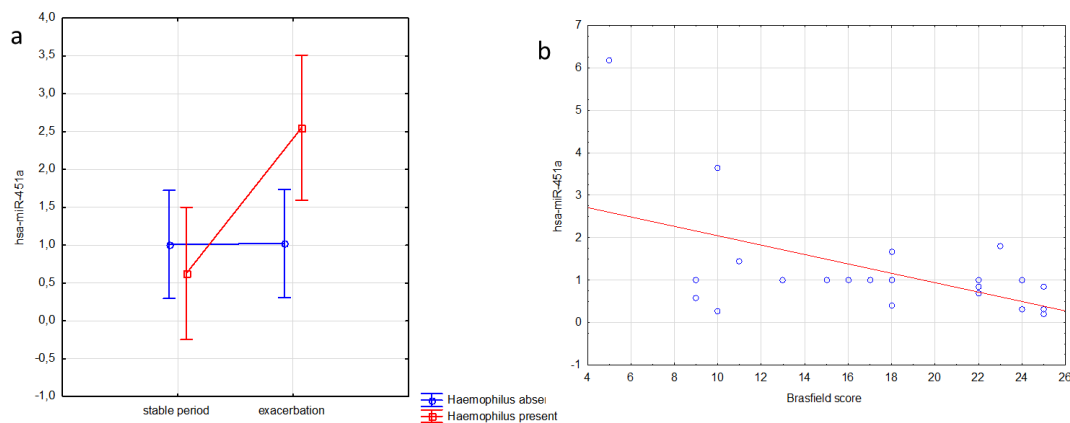 a
4,0
3,5
3,0
2,5
2,0
1,5
1,0
0,5
0,0
-0,5
-1,0
hsa-miR-451a
stable period exacerbation
Haemophilus abser
Haemophilus present
b
7
6
5
4
3
2
1
0
-1
hsa-miR-451a
4 6 8 10 12 14 16 18 20 22 24 26
Brasfield score